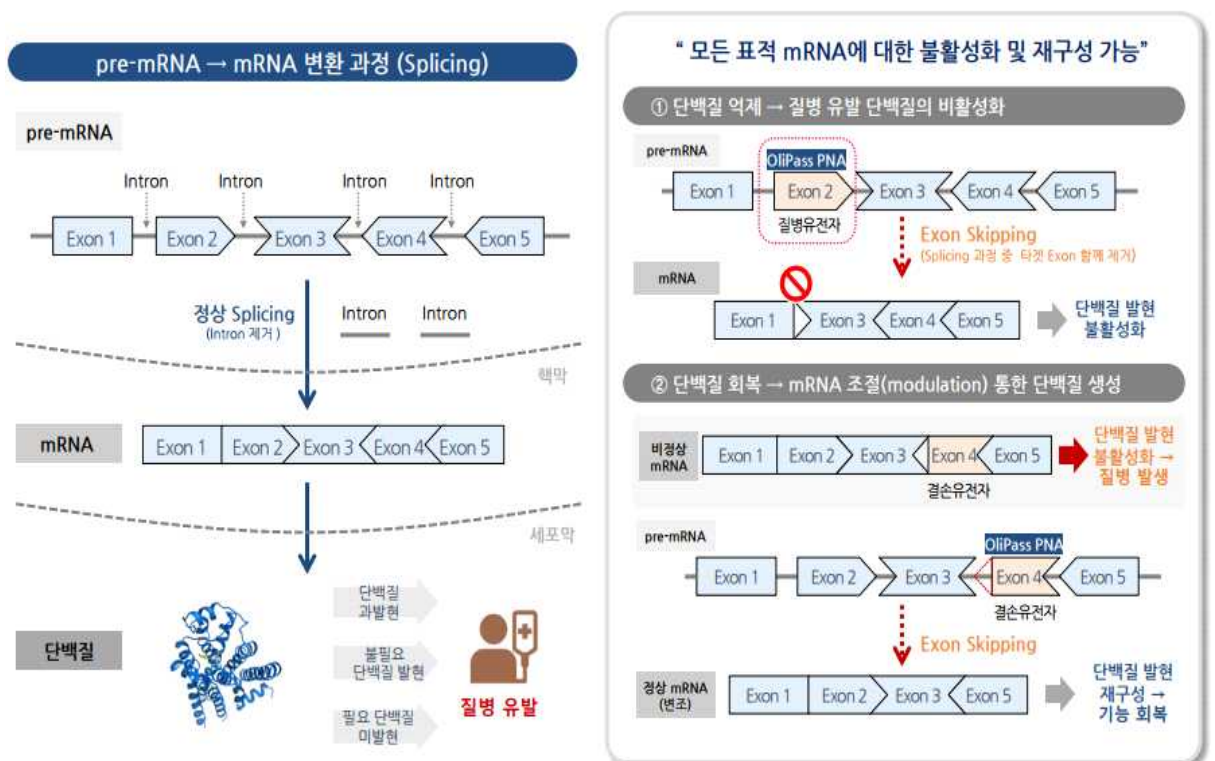 pre-mRNA → mRNA 변환 과정 (Splicing)
pre-mRNA
Intron Intron Intron Intron
Exon 1 Exon 2 Exon 3 Exon 4 Exon 5
정상 Splicing
(Intron 제거)
Intron Intron
핵막
mRNA
Exon 1 Exon 2 Exon 3 Exon 4 Exon 5
세포막
단백질
단백질
과발현
불필요
단백질 발현
필요 단백질
미발현
질병 유발
“ 모든 표적 mRNA에 대한 불활성화 및 재구성 가능”
① 단백질 억제 → 질병 유발 단백질의 비활성화
pre-mRNA
OliPass PNA
Exon 1 Exon 2 Exon 3 Exon 4 Exon 5
질병유전자
Exon Skipping
(Splicing 과정 중 타겟 Exon 함께 제거)
mRNA
Exon 1 Exon 3 Exon 4 Exon 5
단백질 발현
불활성화
② 단백질 회복 → mRNA 조절(modulation) 통한 단백질 생성
비정상
mRNA
Exon 1 Exon 2 Exon 3 Exon 4 Exon 5
결손유전자
단백질 발현
불활성화 →
질병 발생
pre-mRNA
OliPass PNA
Exon 1 Exon 2 Exon 3 Exon 4 Exon 5
결손유전자
Exon Skipping
정상 mRNA
(변조)
Exon 1 Exon 2 Exon 3 Exon 5
단백질 발현
재구성 →
기능 회복